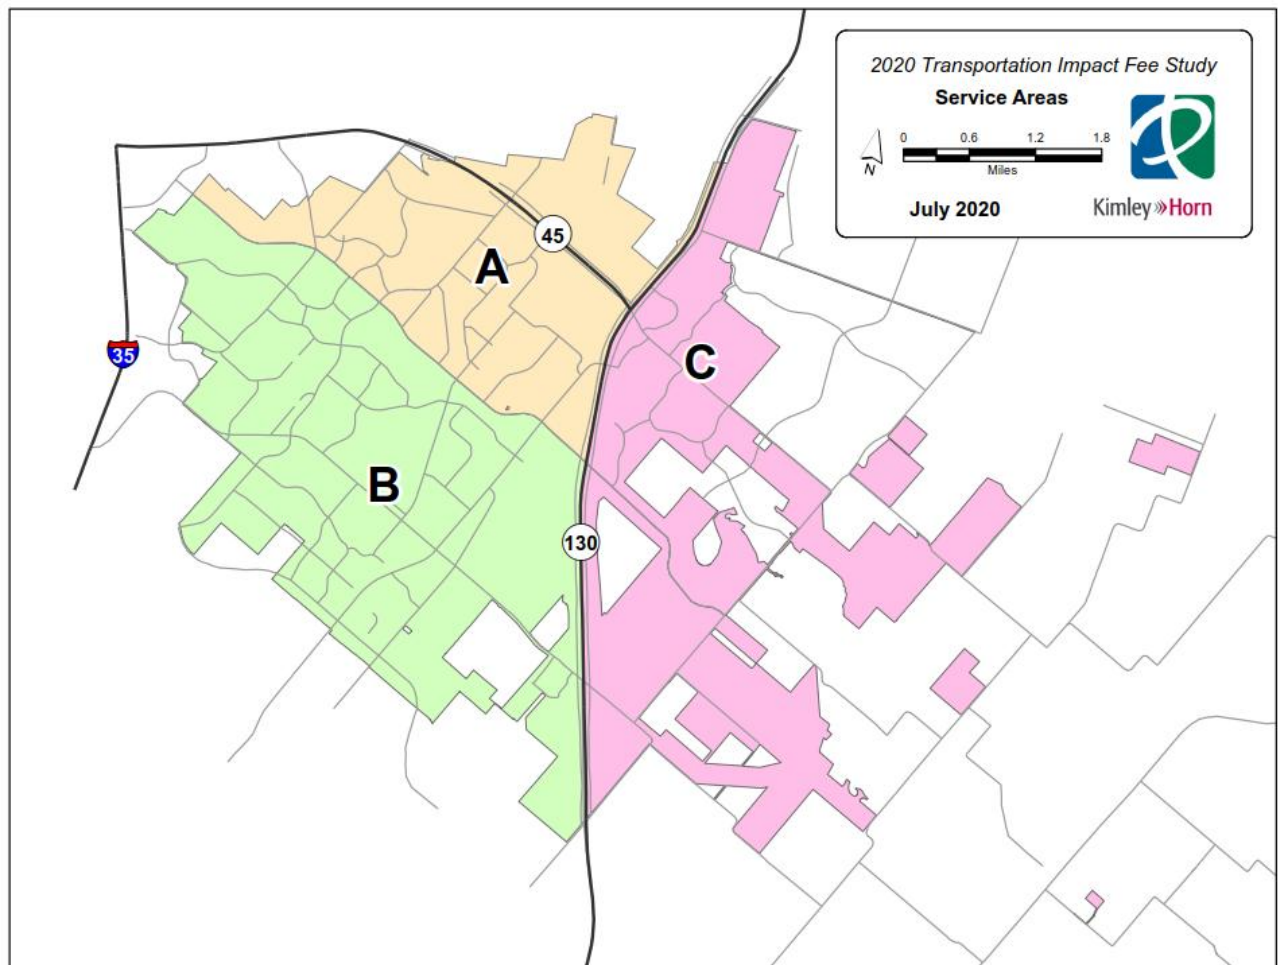 2020 Transportation Impact Fee Study
Service Areas
0 0.6 1.2 1.8
Miles
N
July 2020
Kimley»Horn
45
A
C
35
B
130